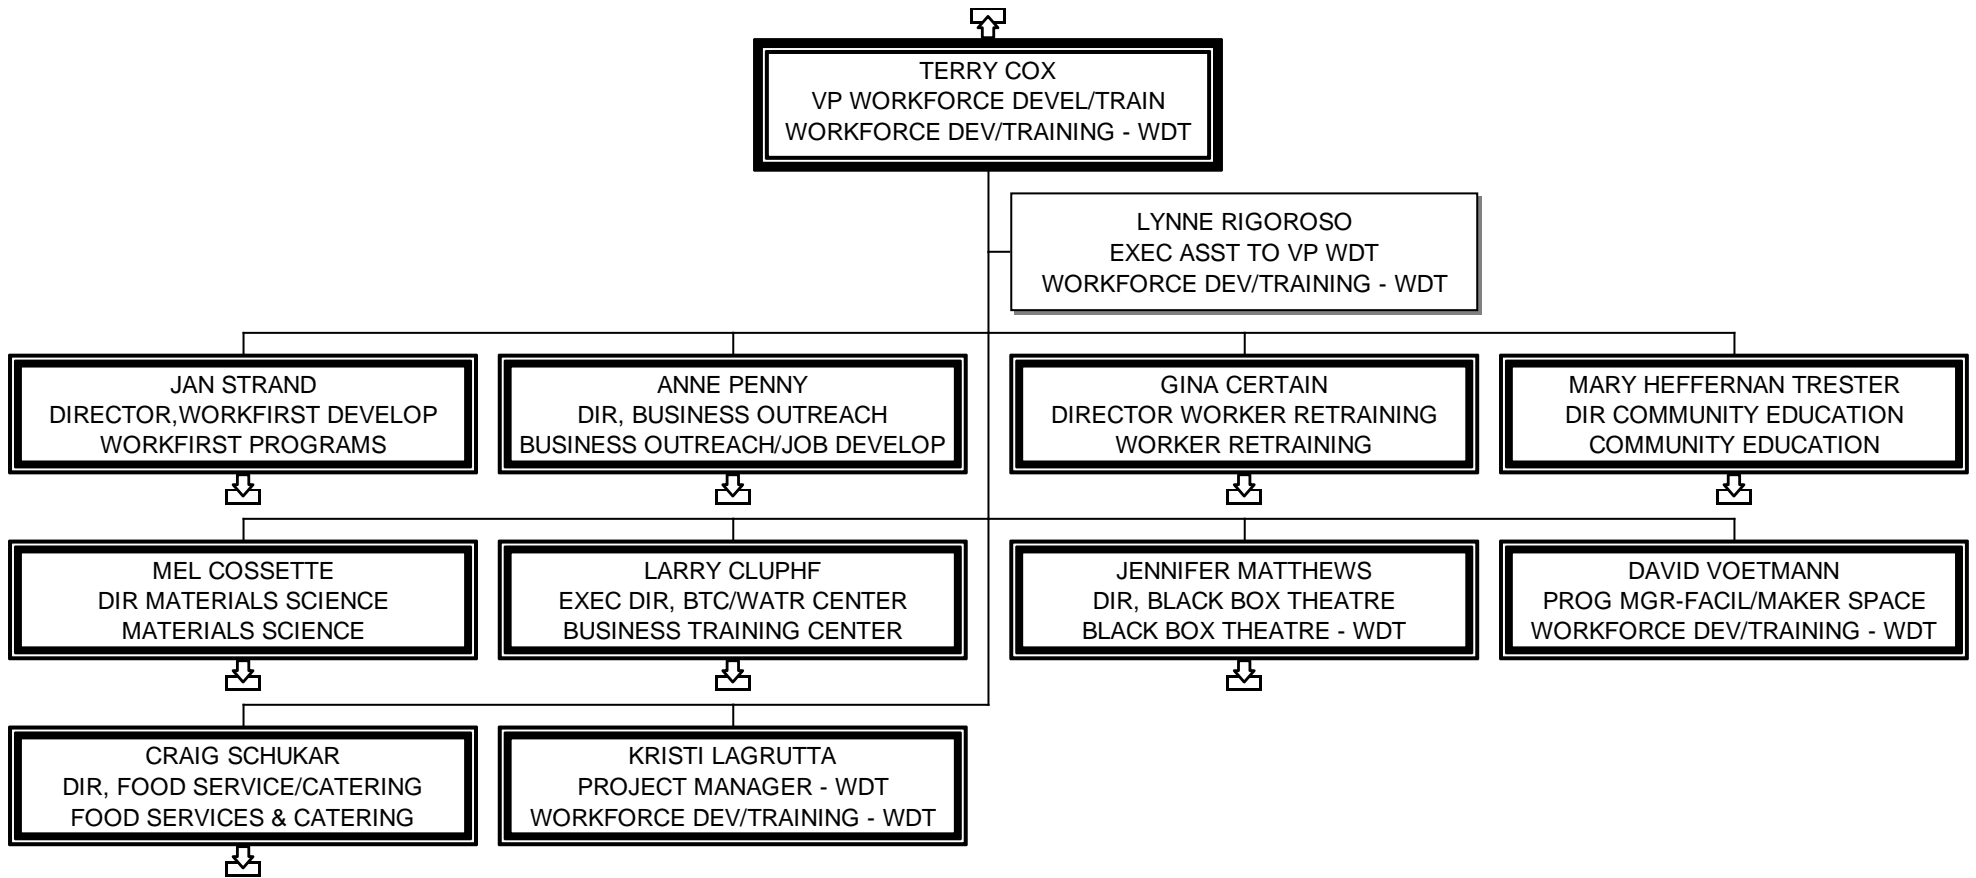 TERRY COX
VP WORKFORCE DEVEL/TRAIN
WORKFORCE DEV/TRAINING - WDT
LYNNE RIGOROSO
EXEC ASST TO VP WDT
WORKFORCE DEV/TRAINING - WDT
JAN STRAND
DIRECTOR,WORKFIRST DEVELOP
WORKFIRST PROGRAMS
ANNE PENNY
DIR, BUSINESS OUTREACH
BUSINESS OUTREACH/JOB DEVELOP
GINA CERTAIN
DIRECTOR WORKER RETRAINING
WORKER RETRAINING
MARY HEFFERNAN TRESTER
DIR COMMUNITY EDUCATION
COMMUNITY EDUCATION
MEL COSSETTE
DIR MATERIALS SCIENCE
MATERIALS SCIENCE
LARRY CLUPHF
EXEC DIR, BTC/WATR CENTER
BUSINESS TRAINING CENTER
JENNIFER MATTHEWS
DIR, BLACK BOX THEATRE
BLACK BOX THEATRE - WDT
DAVID VOETMANN
PROG MGR-FACIL/MAKER SPACE
WORKFORCE DEV/TRAINING - WDT
CRAIG SCHUKAR
DIR, FOOD SERVICE/CATERING
FOOD SERVICES & CATERING
KRISTI LAGRUTTA
PROJECT MANAGER - WDT
WORKFORCE DEV/TRAINING - WDT